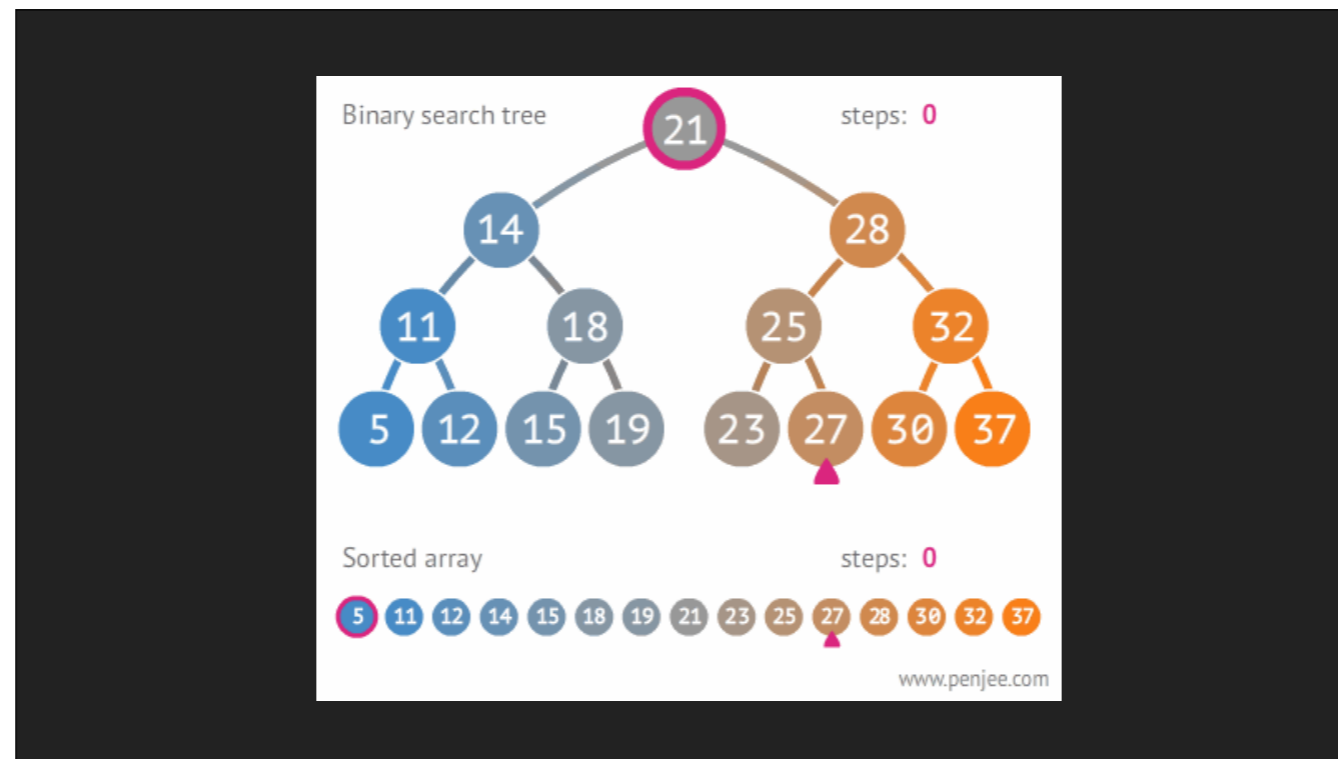 Binary search tree
steps: 0
21
14 28
11 18 25 32
5 12 15 19 23 27 30 37
Sorted array
steps: 0
5 11 12 14 15 18 19 21 23 25 27 28 30 32 37
www.penjee.com